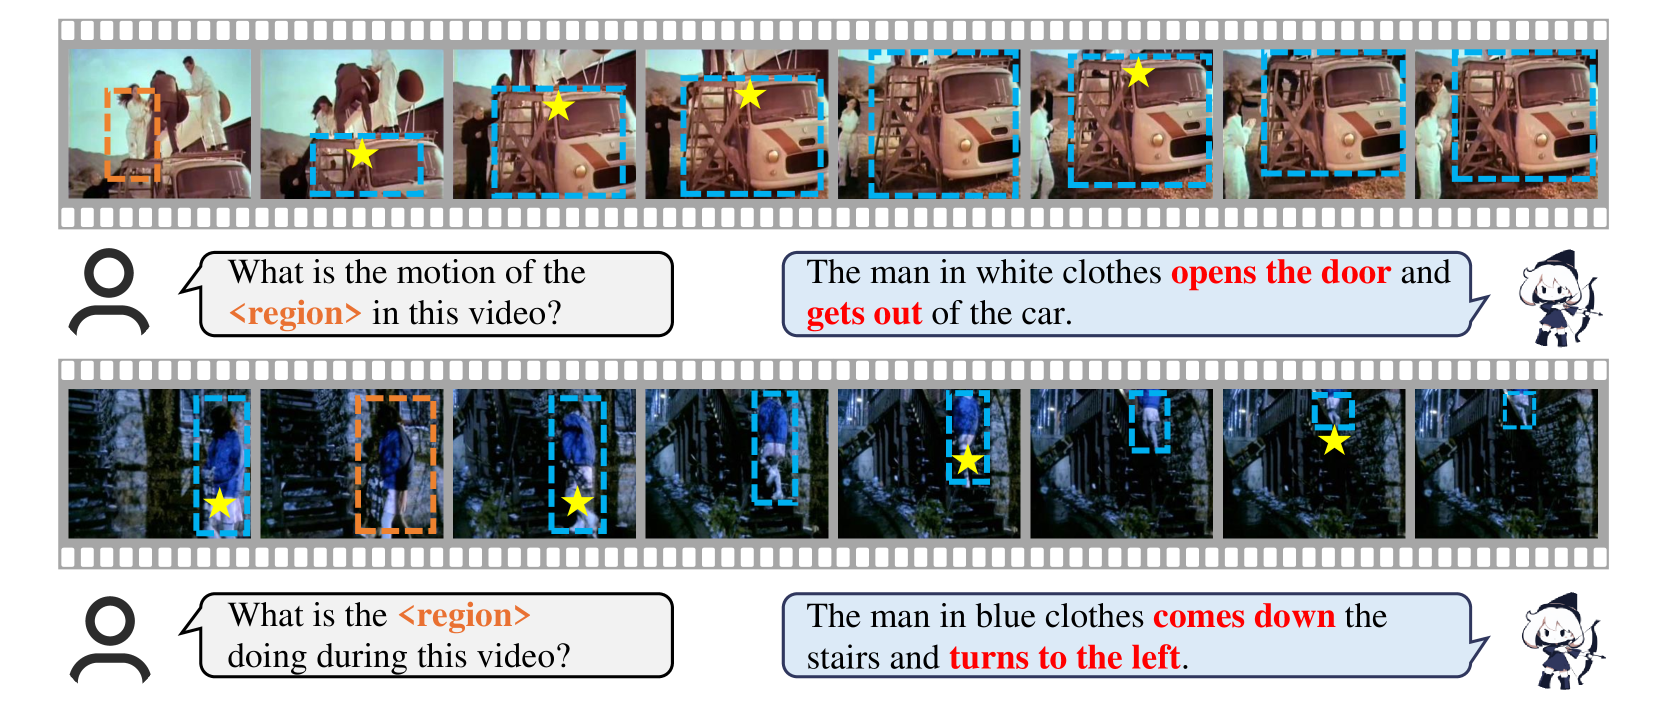 What is the motion of the
<region> in this video?
The man in white clothes opens the door and
gets out of the car.
What is the <region>
doing during this video?
The man in blue clothes comes down the
stairs and turns to the left.